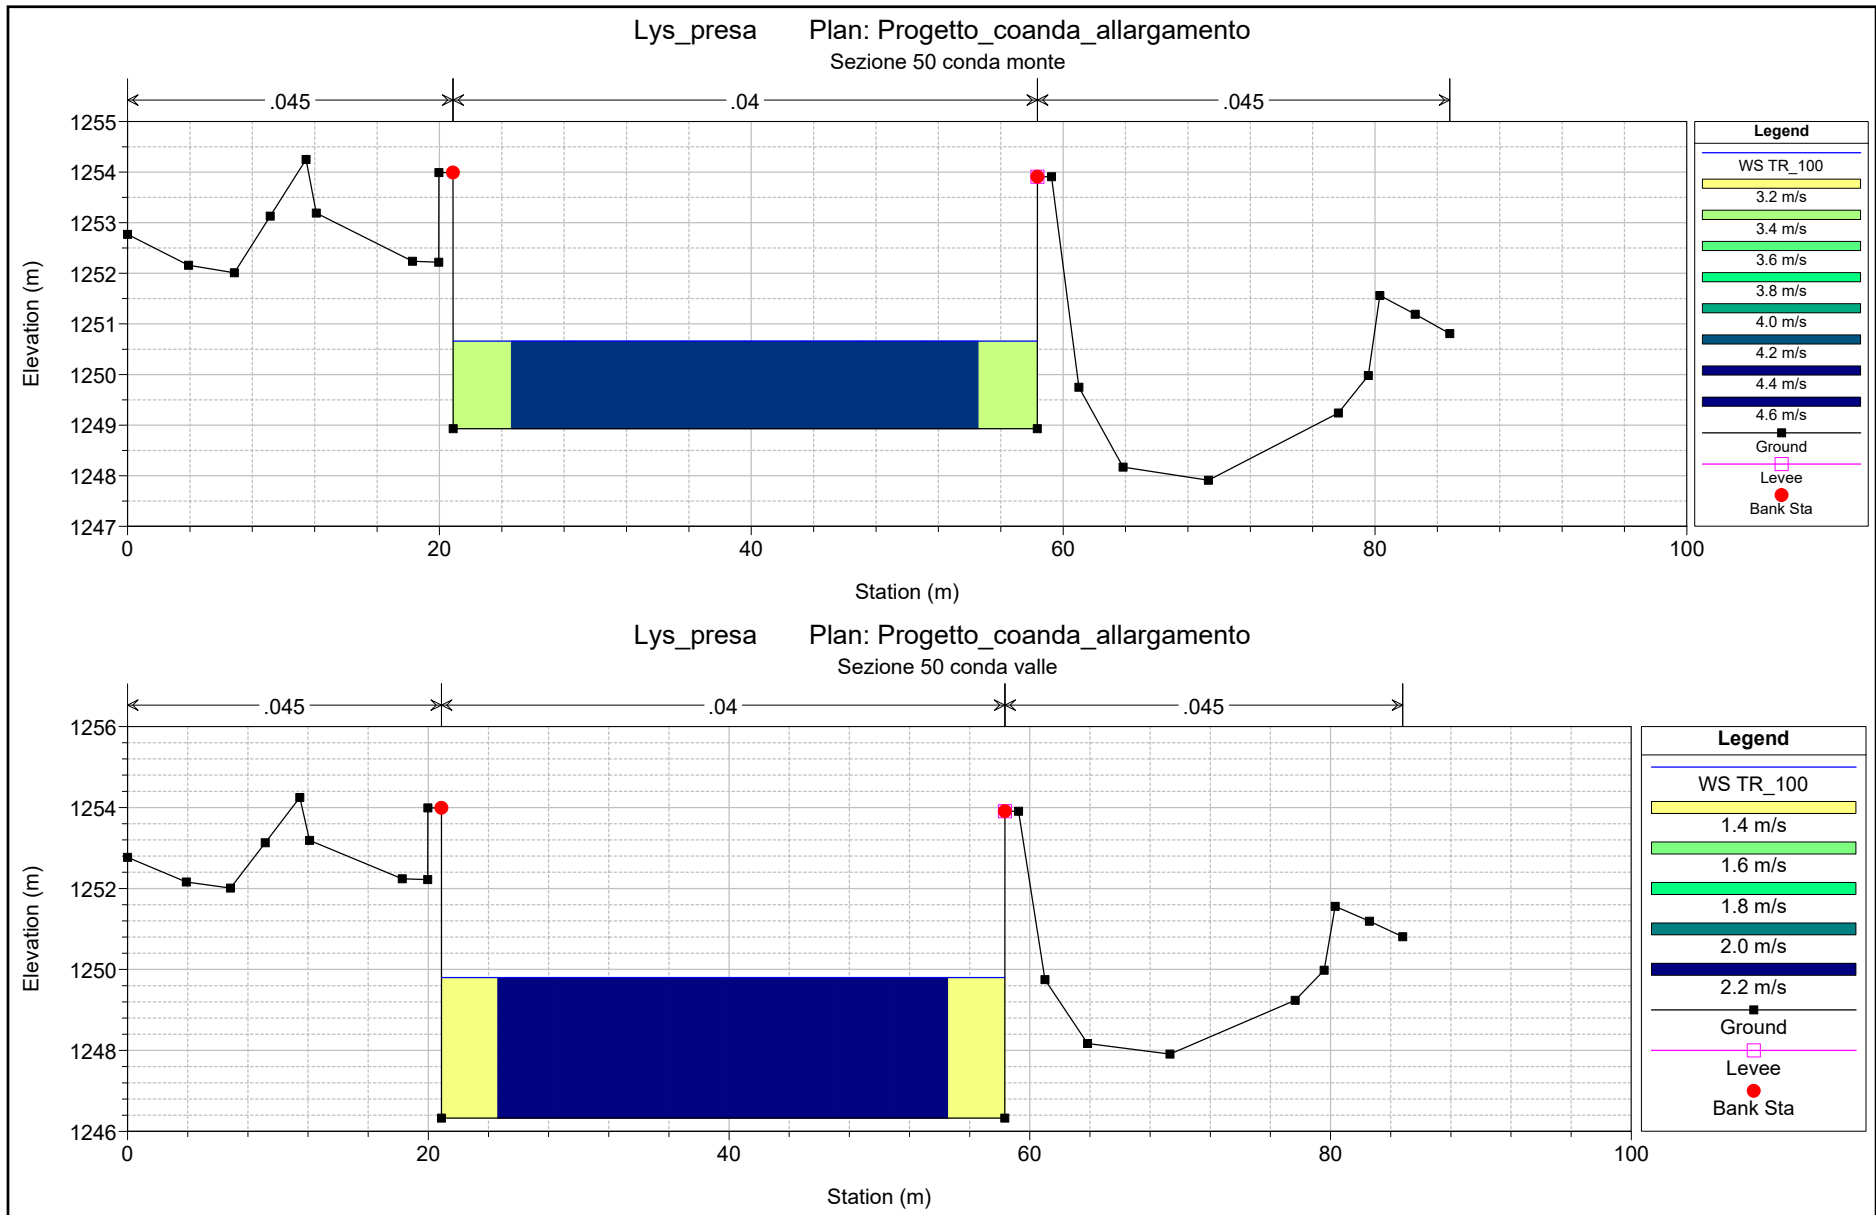 Lys_presa Plan: Progetto_coanda_allargamento
Sezione 50 conda monte
.045 .04 .045
1255
1254
1253
1252
1251
1250
1249
1248
1247
Elevation (m)
0 20 40 60 80 100
Station (m)
Legend
WS TR_100
3.2 m/s
3.4 m/s
3.6 m/s
3.8 m/s
4.0 m/s
4.2 m/s
4.4 m/s
4.6 m/s
Ground
Levee
Bank Sta
Lys_presa Plan: Progetto_coanda_allargamento
Sezione 50 conda valle
.045 .04 .045
1256
1254
1252
1250
1248
1246
Elevation (m)
0 20 40 60 80 100
Station (m)
Legend
WS TR_100
1.4 m/s
1.6 m/s
1.8 m/s
2.0 m/s
2.2 m/s
Ground
Levee
Bank Sta